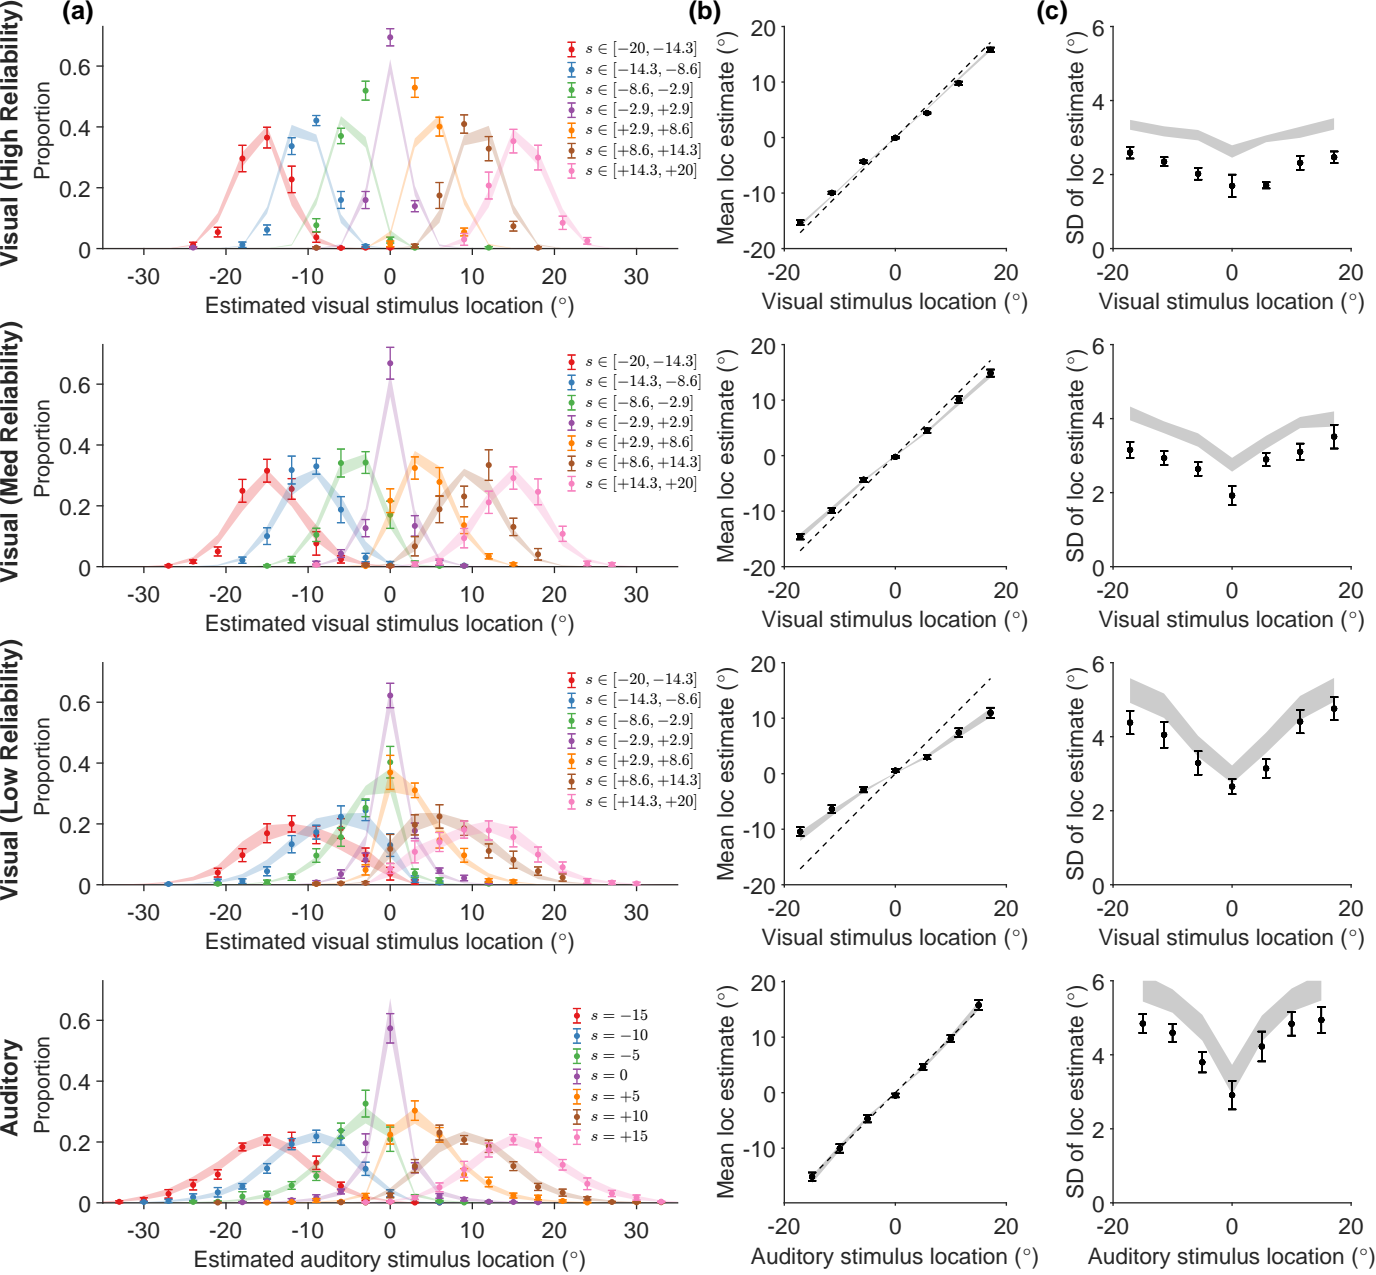 (a)
(b)
(c)
Visual (High Reliability)
Proportion
0.6
0.4
0.2
0
-30
-20
-10
0
10
20
30
Estimated visual stimulus location (°)
s ∈ [−20, −14.3]
s ∈ [−14.3, −8.6]
s ∈ [−8.6, −2.9]
s ∈ [−2.9, +2.9]
s ∈ [+2.9, +8.6]
s ∈ [+8.6, +14.3]
s ∈ [+14.3, +20]
Mean loc estimate (°)
20
10
0
-10
-20
-20
0
20
Visual stimulus location (°)
SD of loc estimate (°)
6
4
2
0
-20
0
20
Visual stimulus location (°)
Visual (Med Reliability)
Proportion
0.6
0.4
0.2
0
-30
-20
-10
0
10
20
30
Estimated visual stimulus location (°)
s ∈ [−20, −14.3]
s ∈ [−14.3, −8.6]
s ∈ [−8.6, −2.9]
s ∈ [−2.9, +2.9]
s ∈ [+2.9, +8.6]
s ∈ [+8.6, +14.3]
s ∈ [+14.3, +20]
Mean loc estimate (°)
20
10
0
-10
-20
-20
0
20
Visual stimulus location (°)
SD of loc estimate (°)
6
4
2
0
-20
0
20
Visual stimulus location (°)
Visual (Low Reliability)
Proportion
0.6
0.4
0.2
0
-30
-20
-10
0
10
20
30
Estimated visual stimulus location (°)
s ∈ [−20, −14.3]
s ∈ [−14.3, −8.6]
s ∈ [−8.6, −2.9]
s ∈ [−2.9, +2.9]
s ∈ [+2.9, +8.6]
s ∈ [+8.6, +14.3]
s ∈ [+14.3, +20]
Mean loc estimate (°)
20
10
0
-10
-20
-20
0
20
Visual stimulus location (°)
SD of loc estimate (°)
6
4
2
0
-20
0
20
Visual stimulus location (°)
Auditory
Proportion
0.6
0.4
0.2
0
-30
-20
-10
0
10
20
30
Estimated auditory stimulus location (°)
s = −15
s = −10
s = −5
s = 0
s = +5
s = +10
s = +15
Mean loc estimate (°)
20
10
0
-10
-20
0
20
Auditory stimulus location (°)
SD of loc estimate (°)
6
4
2
0
-20
0
20
Auditory stimulus location (°)